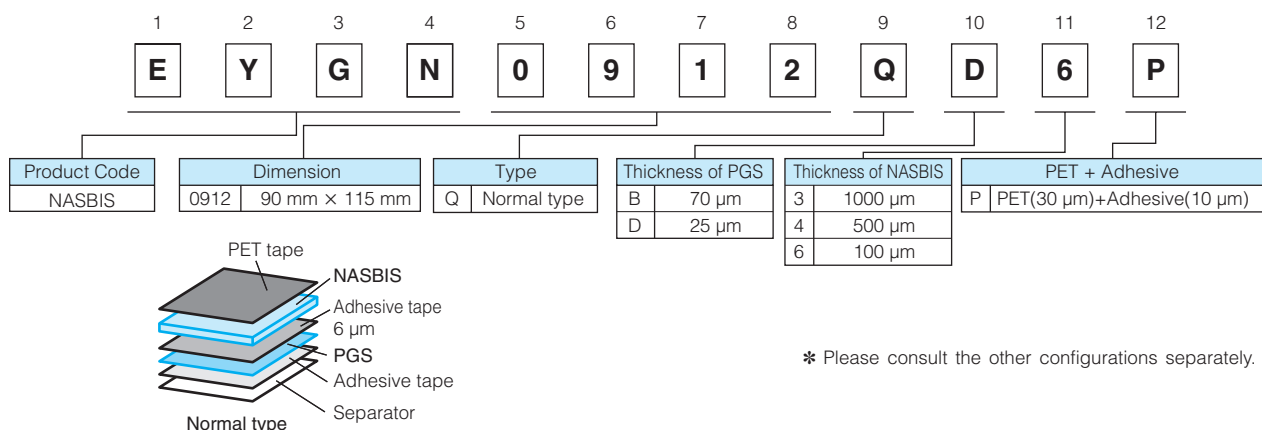 1 2 3 4 5 6 7 8 9 10 11 12
E Y G N 0 9 1 2 Q D 6 P
Product Code
NASBIS
Dimension
0912 90 mm × 115 mm
Type
Q Normal type
Thickness of PGS
B 70 µm
D 25 µm
Thickness of NASBIS
3 1000 µm
4 500 µm
6 100 µm
PET + Adhesive
P PET(30 µm)+Adhesive(10 µm)
PET tape
NASBIS
Adhesive tape
6 µm
PGS
Adhesive tape
Separator
Normal type
✻ Please consult the other configurations separately.